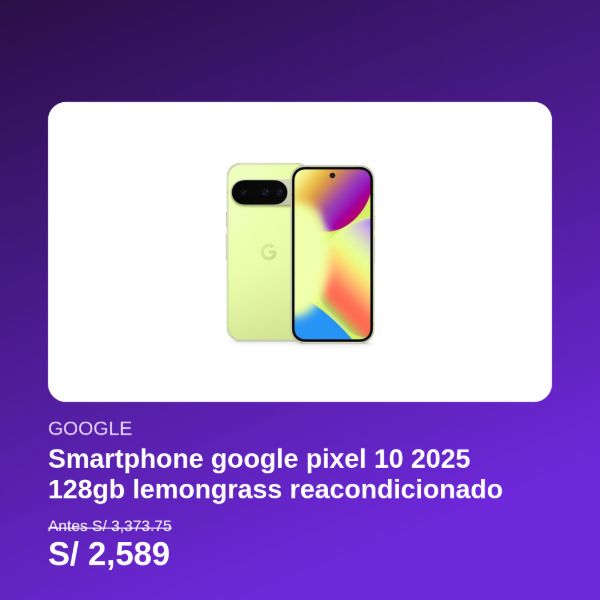 GOOGLE
Smartphone google pixel 10 2025
128gb lemongrass reacondicionado
Antes S/ 3,373.75
S/ 2,589